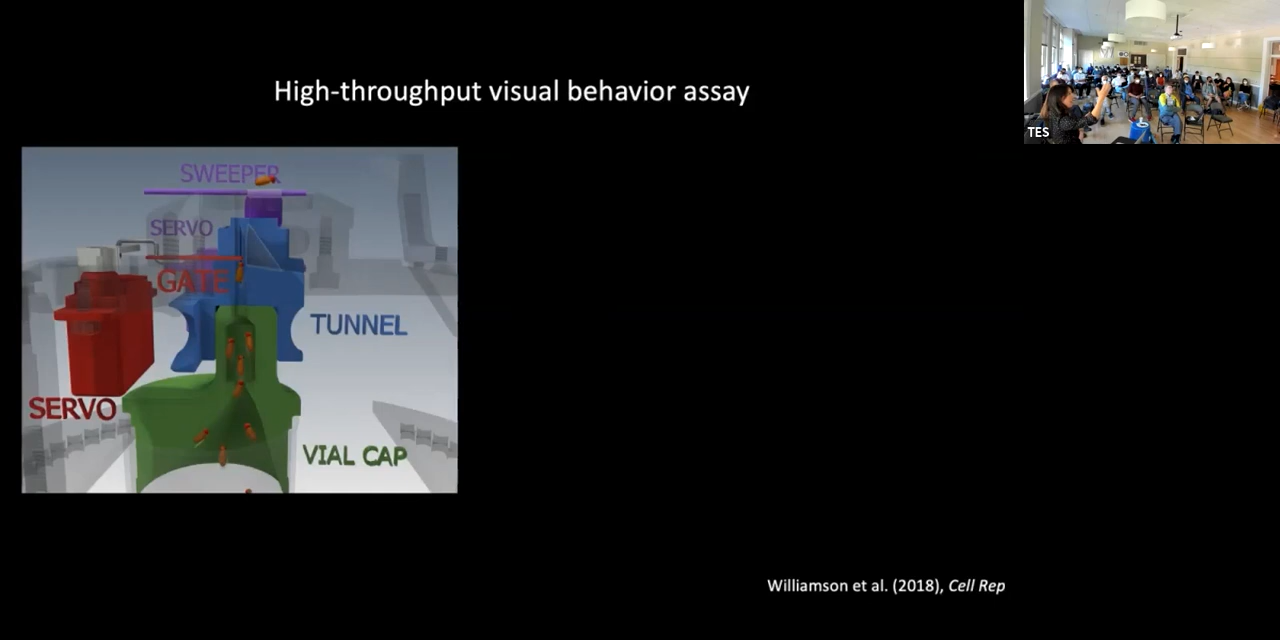 High-throughput visual behavior assay
TES
SWEEPER
SERVO
GATE
TUNNEL
SERVO
VIAL CAP
Williamson et al. (2018), Cell Rep